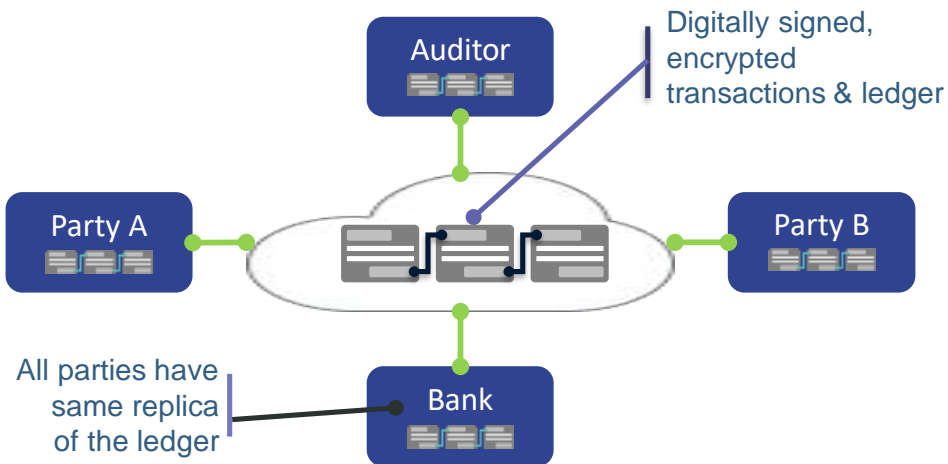 Auditor
Digitally signed,
encrypted
transactions & ledger
Party A
Party B
All parties have
same replica
of the ledger
Bank